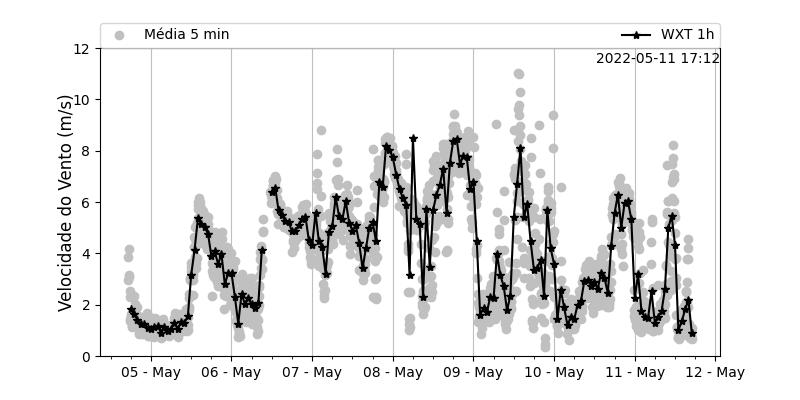 Média 5 min
WXT 1h
2022-05-11 17:12
Velocidade do Vento (m/s)
12
10
8
6
4
2
0
05 - May 06 - May 07 - May 08 - May 09 - May 10 - May 11 - May 12 - May